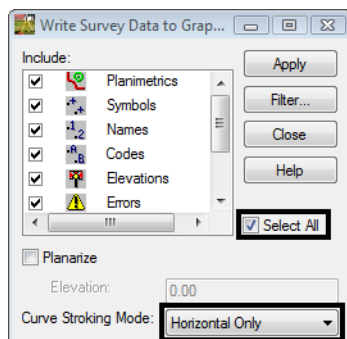 Write Survey Data to Grap...
Include:
Planimetrics
Symbols
Names
Codes
Elevations
Errors
Apply
Filter...
Close
Help
Select All
Planarize
Elevation:
0.00
Curve Stroking Mode:
Horizontal Only